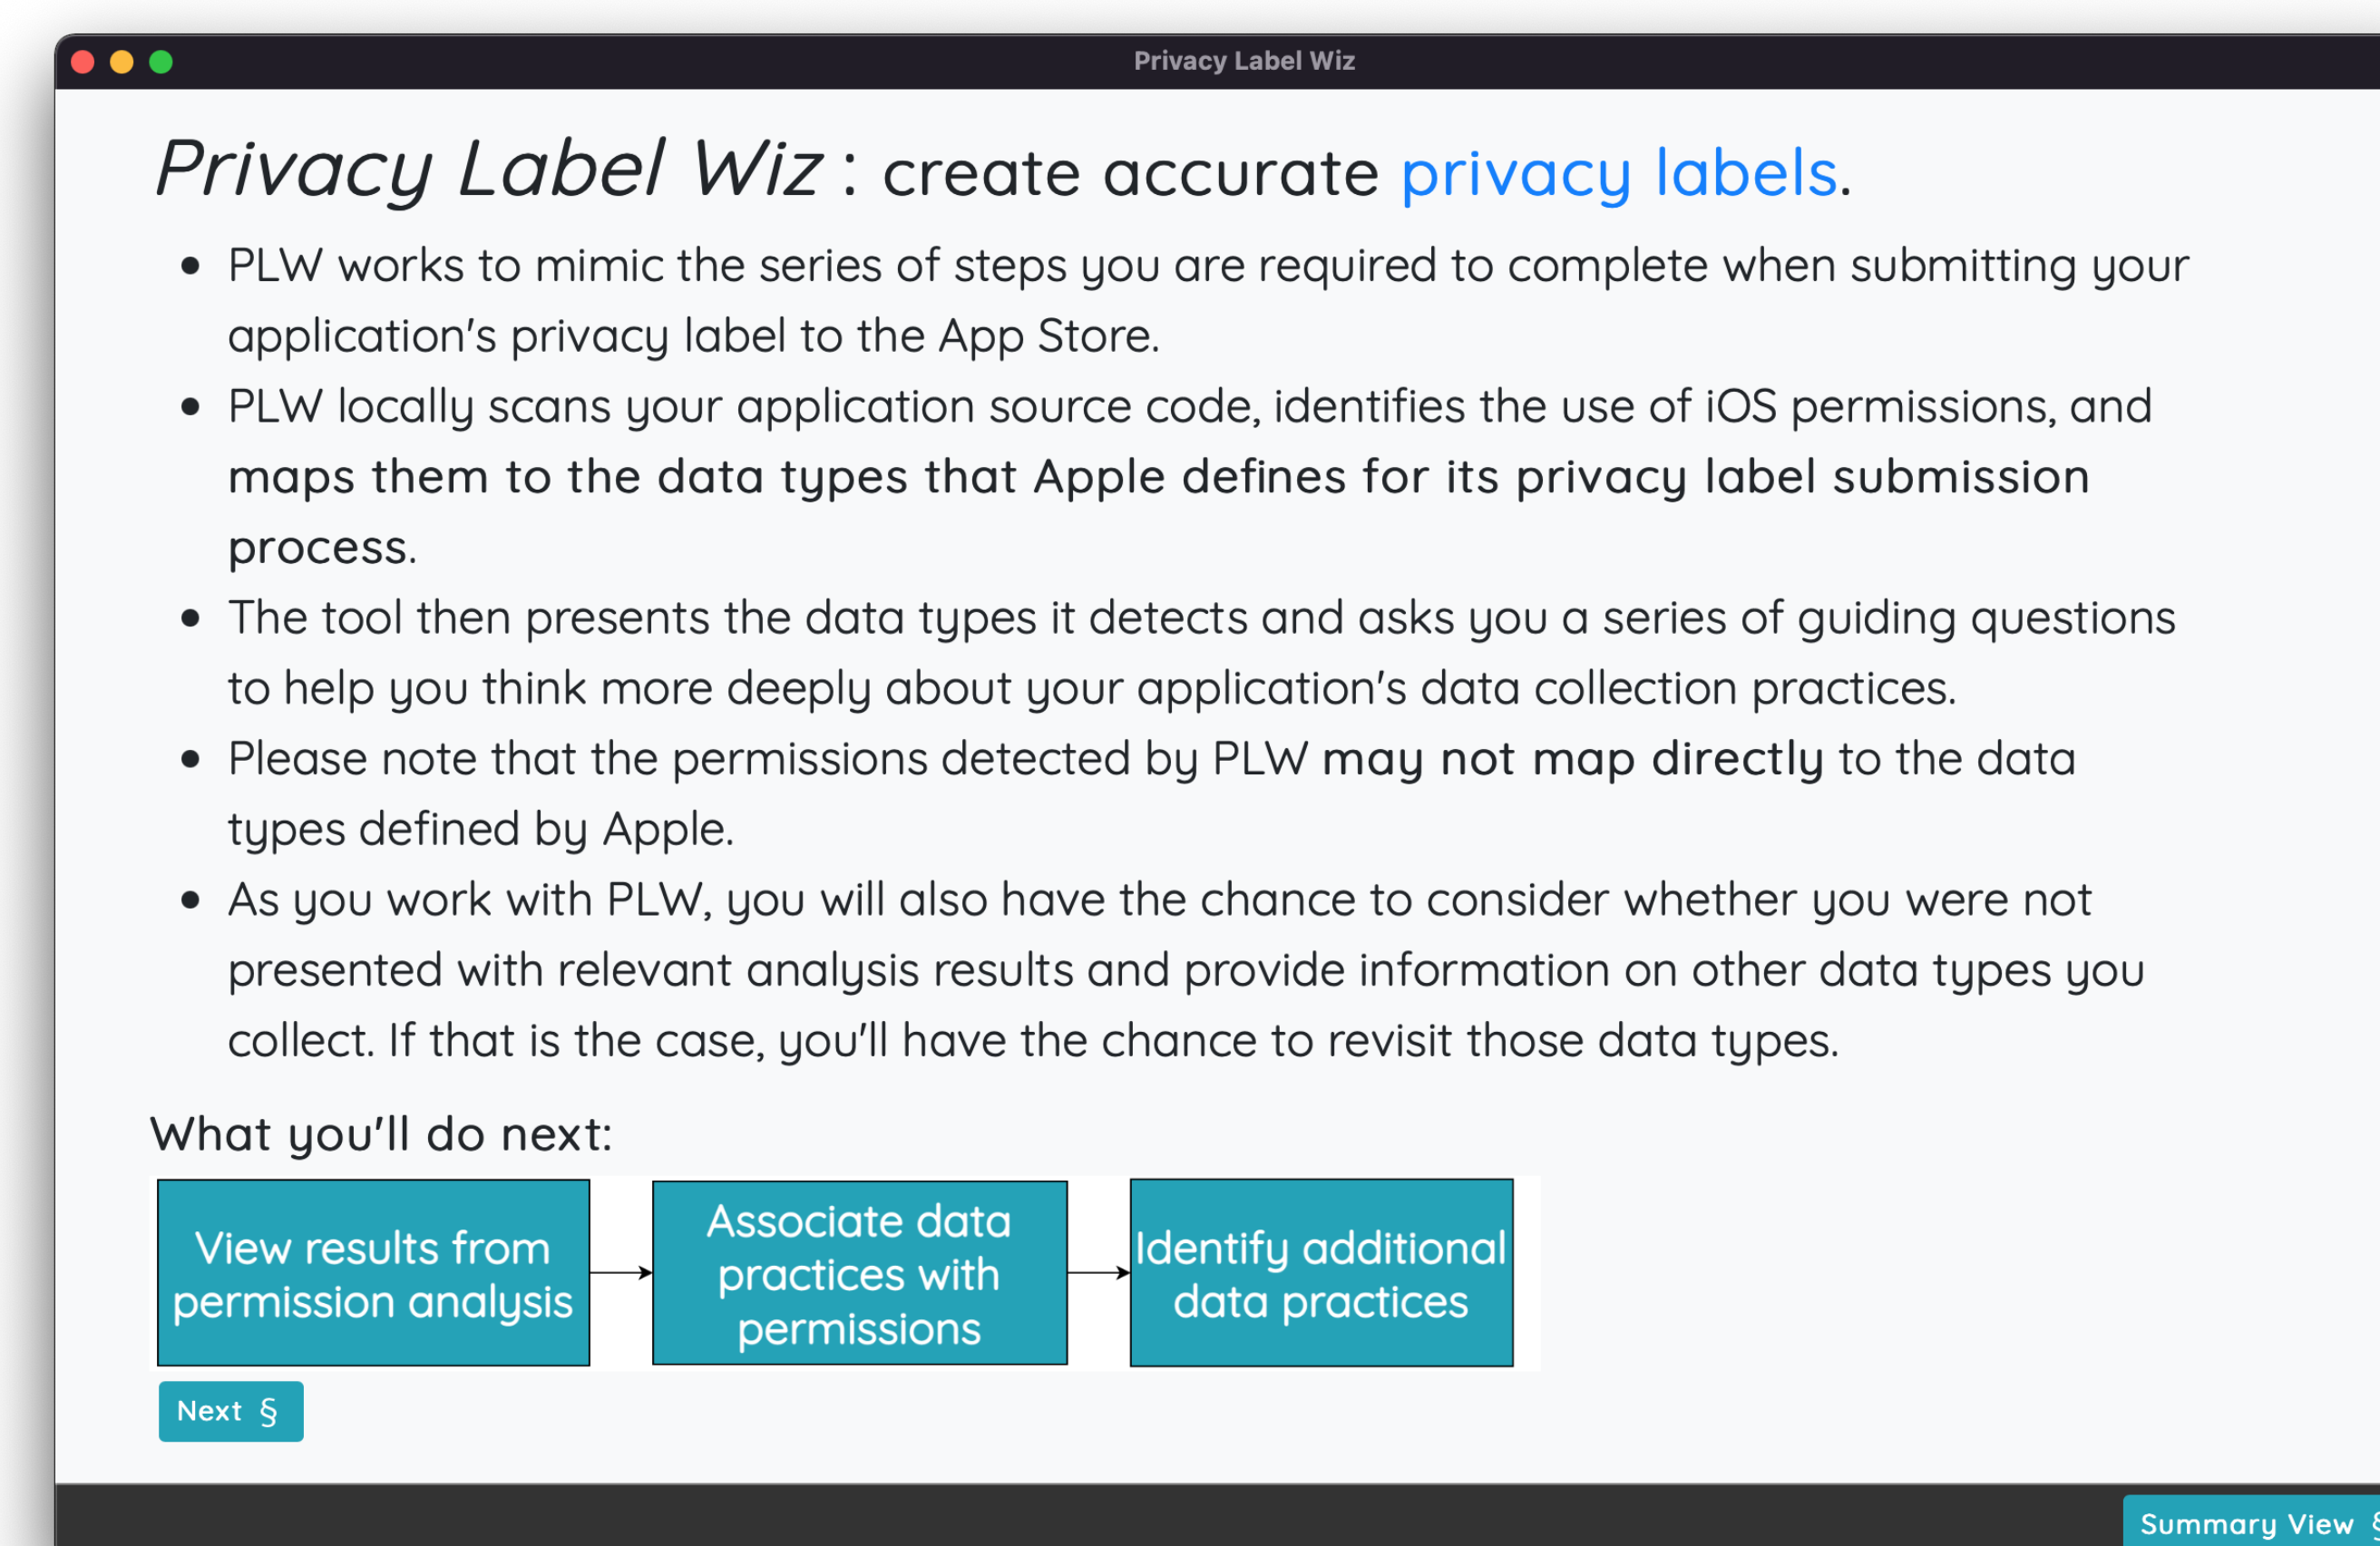 Privacy Label Wiz
Privacy Label Wiz : create accurate privacy labels.
• PLW works to mimic the series of steps you are required to complete when submitting your
application's privacy label to the App Store.
• PLW locally scans your application source code, identifies the use of iOS permissions, and
maps them to the data types that Apple defines for its privacy label submission
process.
• The tool then presents the data types it detects and asks you a series of guiding questions
to help you think more deeply about your application's data collection practices.
• Please note that the permissions detected by PLW may not map directly to the data
types defined by Apple.
• As you work with PLW, you will also have the chance to consider whether you were not
presented with relevant analysis results and provide information on other data types you
collect. If that is the case, you'll have the chance to revisit those data types.
What you'll do next:
View results from
permission analysis
Associate data
practices with
permissions
Identify additional
data practices
Next §
Summary View §